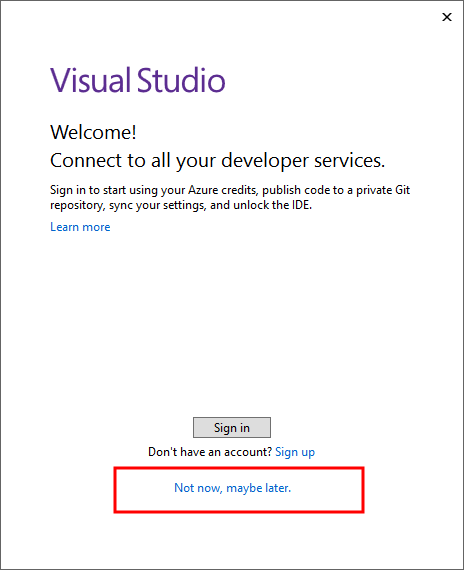 Visual Studio
Welcome!
Connect to all your developer services.
Sign in to start using your Azure credits, publish code to a private Git
repository, sync your settings, and unlock the IDE.
Learn more
Sign in
Don't have an account? Sign up
Not now, maybe later.